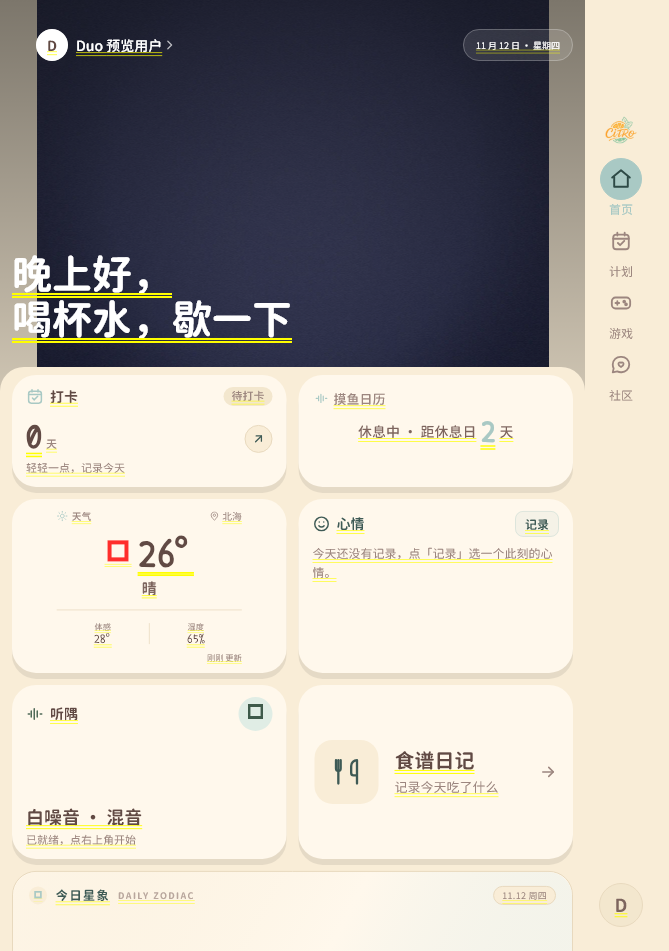 D Duo 预览用户
11 月 12 日 · 星期四
晚上好，
喝杯水，歇一下
Citko
首页
计划
游戏
社区
打卡
待打卡
0 天
轻轻一点，记录今天
摸鱼日历
休息中 · 距休息日 2 天
天气
北海
26°
晴
体感
28°
湿度
65%
刚刚 更新
心情
记录
今天还没有记录，点「记录」选一个此刻的心
情。
听隅
白噪音 · 混音
已就绪，点右上角开始
食谱日记
记录今天吃了什么
今日星象 DAILY ZODIAC
11.12 周四
D